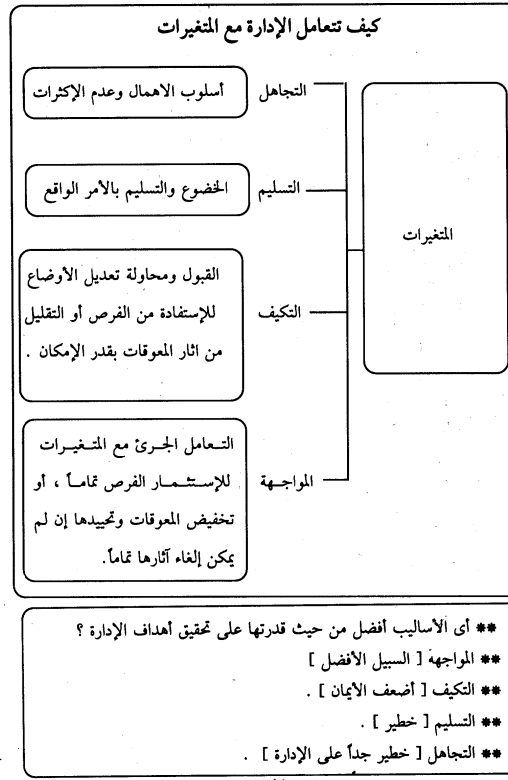 كيف تتعامل الإدارة مع المتغيرات
المتغيرات
التجاهل
أسلوب الاهمال وعدم الإكثرات
التسليم
الخضوع والتسليم بالأمر الواقع
التكيف
القبول ومحاولة تعديل الأوضاع
للإستفادة من الفرص أو التقليل
من اثار المعوقات بقدر الإمكان .
المواجهة
التعامل الجرئ مع المتغيرات
للإستثمار الفرص تماماً ، أو
تخفيض المعوقات وتحييدها إن لم
يمكن إلغاء آثارها تماماً.
** أى الأساليب أفضل من حيث قدرتها على تحقيق أهداف الإدارة ؟
** المواجهة [ السبيل الأفضل ]
** التكيف [ أضعف الأيمان ] .
** التسليم [ خطير ] .
** التجاهل [ خطير جداً على الإدارة ] .